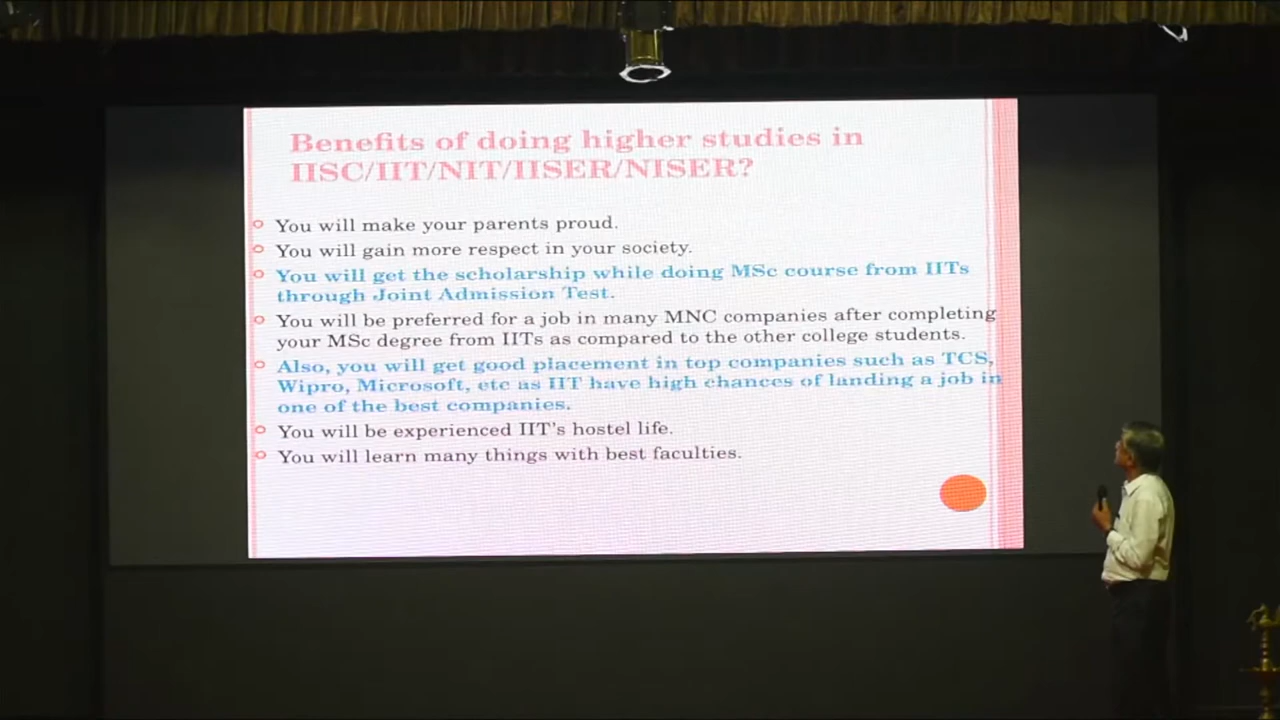 Benefits of doing higher studies in
IISC/IIT/NIT/IISER/NISER?
You will make your parents proud.
You will gain more respect in your society.
You will get the scholarship while doing MSc course from IITs
through Joint Admission Test.
You will be preferred for a job in many MNC companies after completing
your MSc degree from IITs as compared to the other college students.
Also, you will get good placement in top companies such as TCS,
Wipro, Microsoft, etc as IIT have high chances of landing a job in
one of the best companies.
You will be experienced IIT's hostel life.
You will learn many things with best faculties.